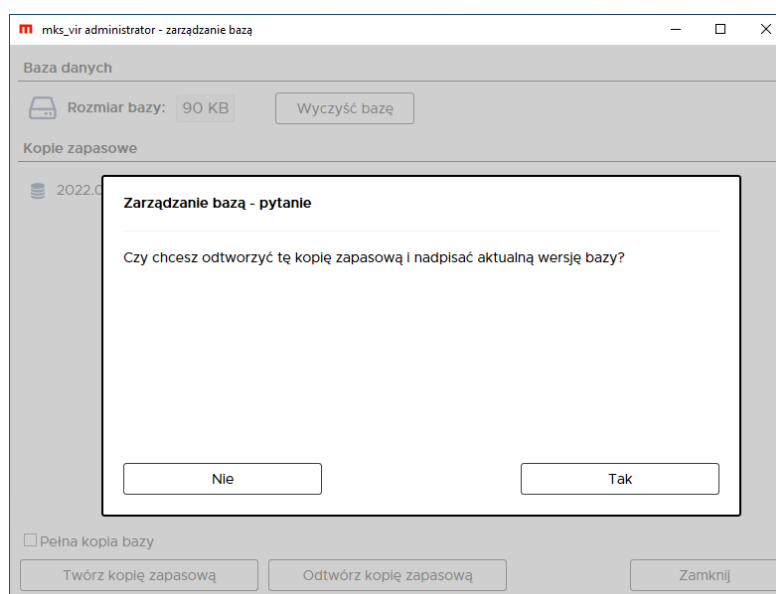 mks_vir administrator - zarządzanie bazą
Baza danych
Rozmiar bazy: 90 KB Wyczyść bazę
Kopie zapasowe
2022.0
Zarządzanie bazą - pytanie
Czy chcesz odtworzyć tę kopię zapasową i nadpisać aktualną wersję bazy?
Nie Tak
Pełna kopia bazy
Twórz kopię zapasową Odtwórz kopię zapasową Zamknij